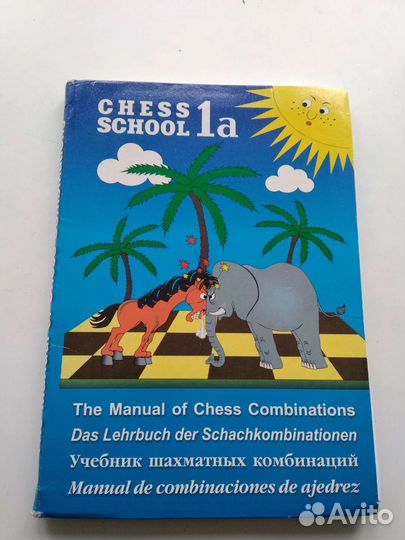 CHESS
SCHOOL 1a
The Manual of Chess Combinations
Das Lehrbuch der Schachkombinationen
Учебник шахматных комбинаций
Manual de combinaciones de ajedrez
Avito